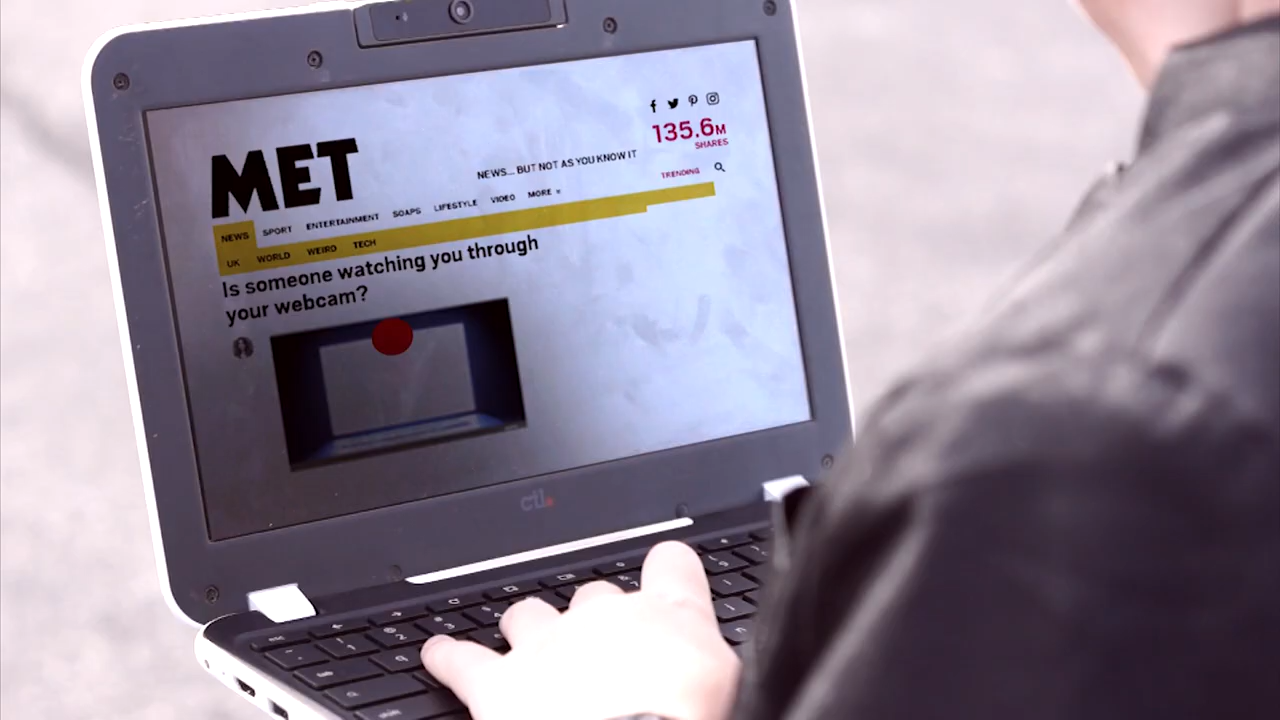 135.6M
SHARES
MET
NEWS... BUT NOT AS YOU KNOW IT
TRENDING
NEWS SPORT ENTERTAINMENT SOAPS LIFESTYLE VIDEO MORE
UK WORLD WEIRD TECH
Is someone watching you through
your webcam?
ctl
esc